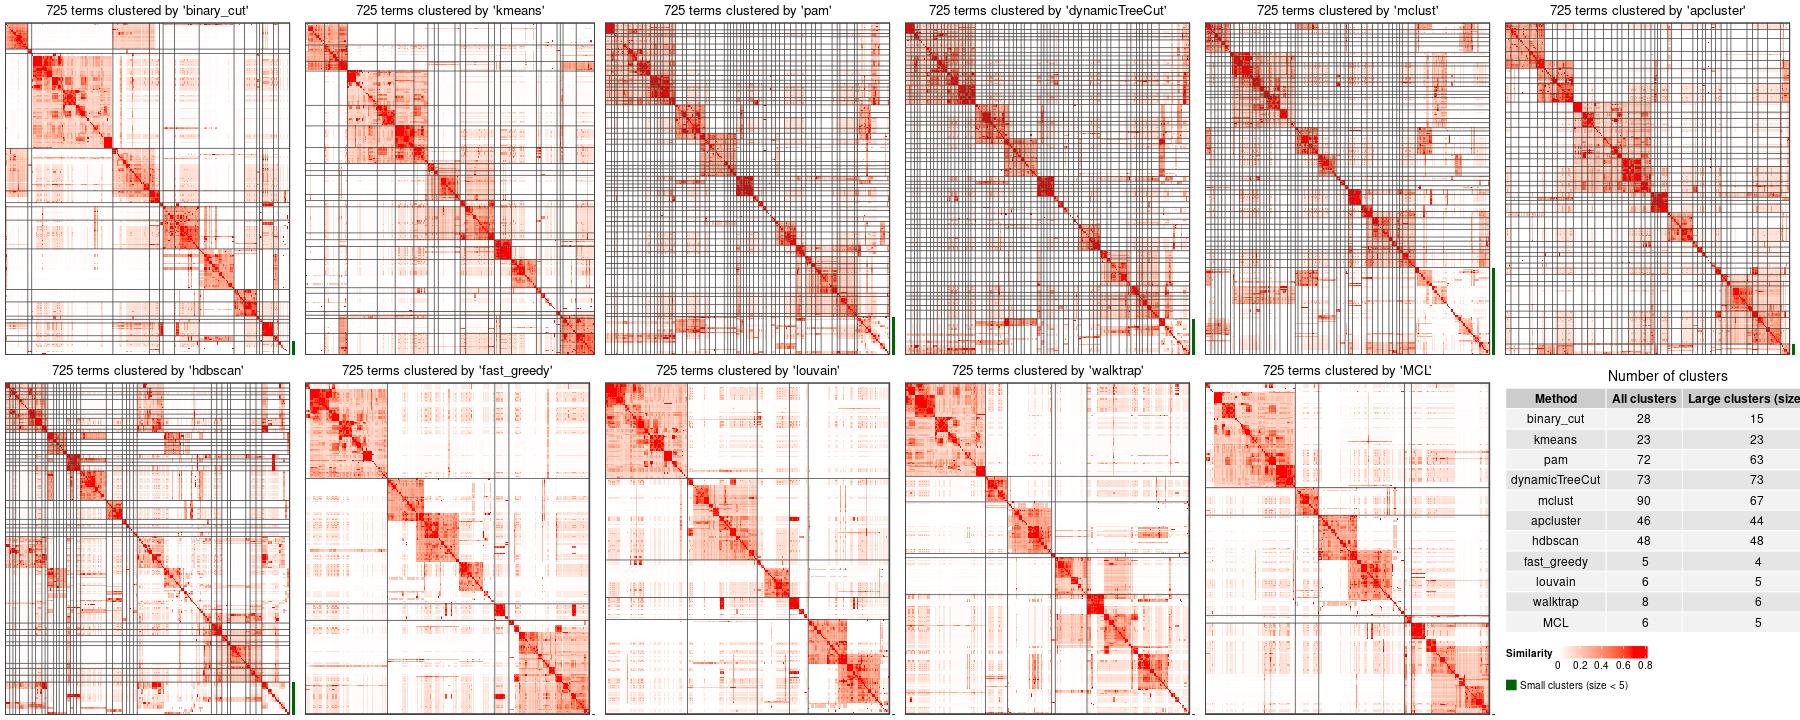 725 terms clustered by 'binary_cut'
725 terms clustered by 'kmeans'
725 terms clustered by 'pam'
725 terms clustered by 'dynamicTreeCut'
725 terms clustered by 'mclust'
725 terms clustered by 'apcluster'
725 terms clustered by 'hdbscan'
725 terms clustered by 'fast_greedy'
725 terms clustered by 'louvain'
725 terms clustered by 'walktrap'
725 terms clustered by 'MCL'
Number of clusters
Method All clusters Large clusters (size
binary_cut 28 15
kmeans 23 23
pam 72 63
dynamicTreeCut 73 73
mclust 90 67
apcluster 46 44
hdbscan 48 48
fast_greedy 5 4
louvain 6 5
walktrap 8 6
MCL 6 5
Similarity
0 0.2 0.4 0.6 0.8
Small clusters (size < 5)